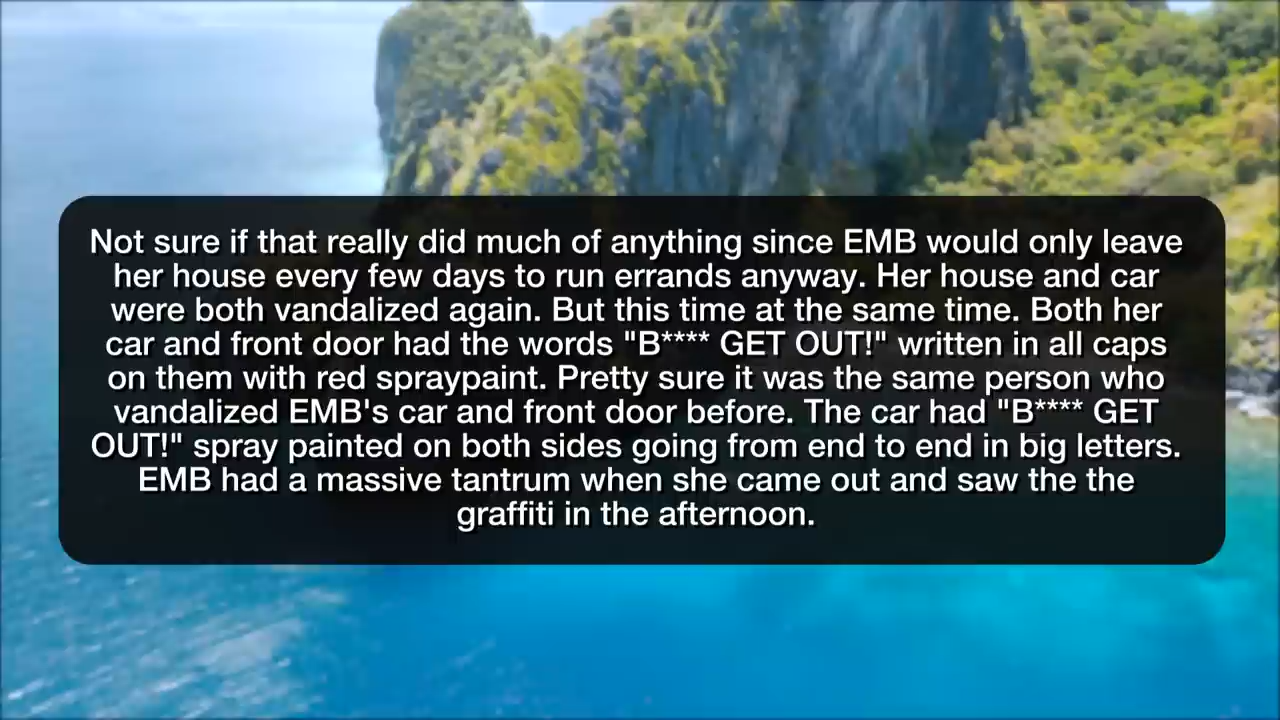 Not sure if that really did much of anything since EMB would only leave
her house every few days to run errands anyway. Her house and car
were both vandalized again. But this time at the same time. Both her
car and front door had the words "B**** GET OUT!" written in all caps
on them with red spraypaint. Pretty sure it was the same person who
vandalized EMB's car and front door before. The car had "B**** GET
OUT!" spray painted on both sides going from end to end in big letters.
EMB had a massive tantrum when she came out and saw the the
graffiti in the afternoon.